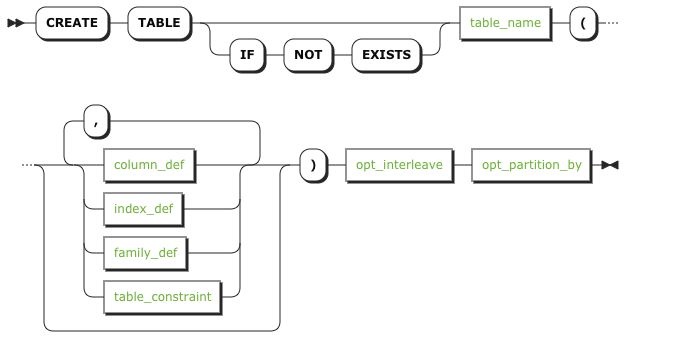 CREATE TABLE table_name (
IF NOT EXISTS
,
column_def ) opt_interleave opt_partition_by
index_def
family_def
table_constraint